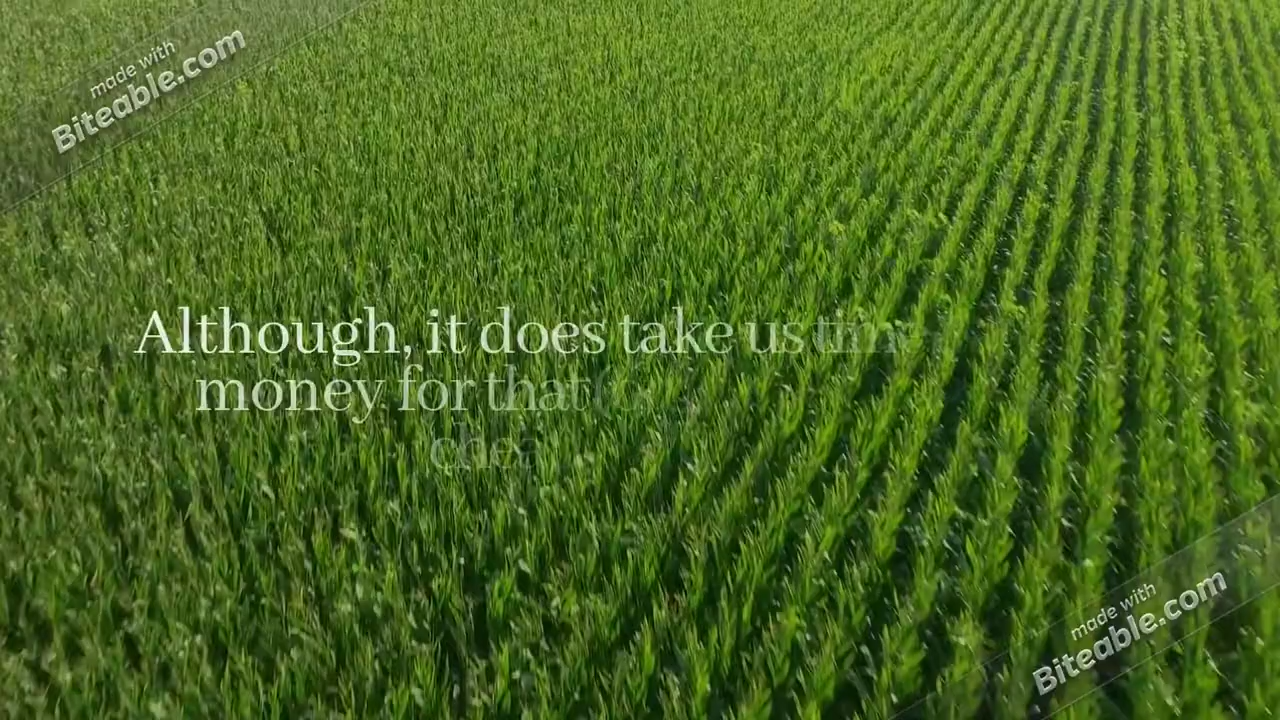 made with
Biteable.com
Although, it does take us
money for that
made with
Biteable.com